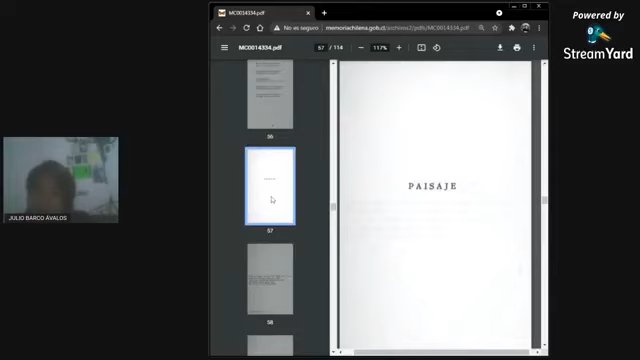 Powered by
StreamYard
MC0014334.pdf
No es seguro
memoriachilena.gob.cl/archivos2/pdfs/MC0014334.pdf
MC0014334.pdf
57 / 114
117%
56
57
58
PAISAJE
JULIO BARCO ÁVALOS